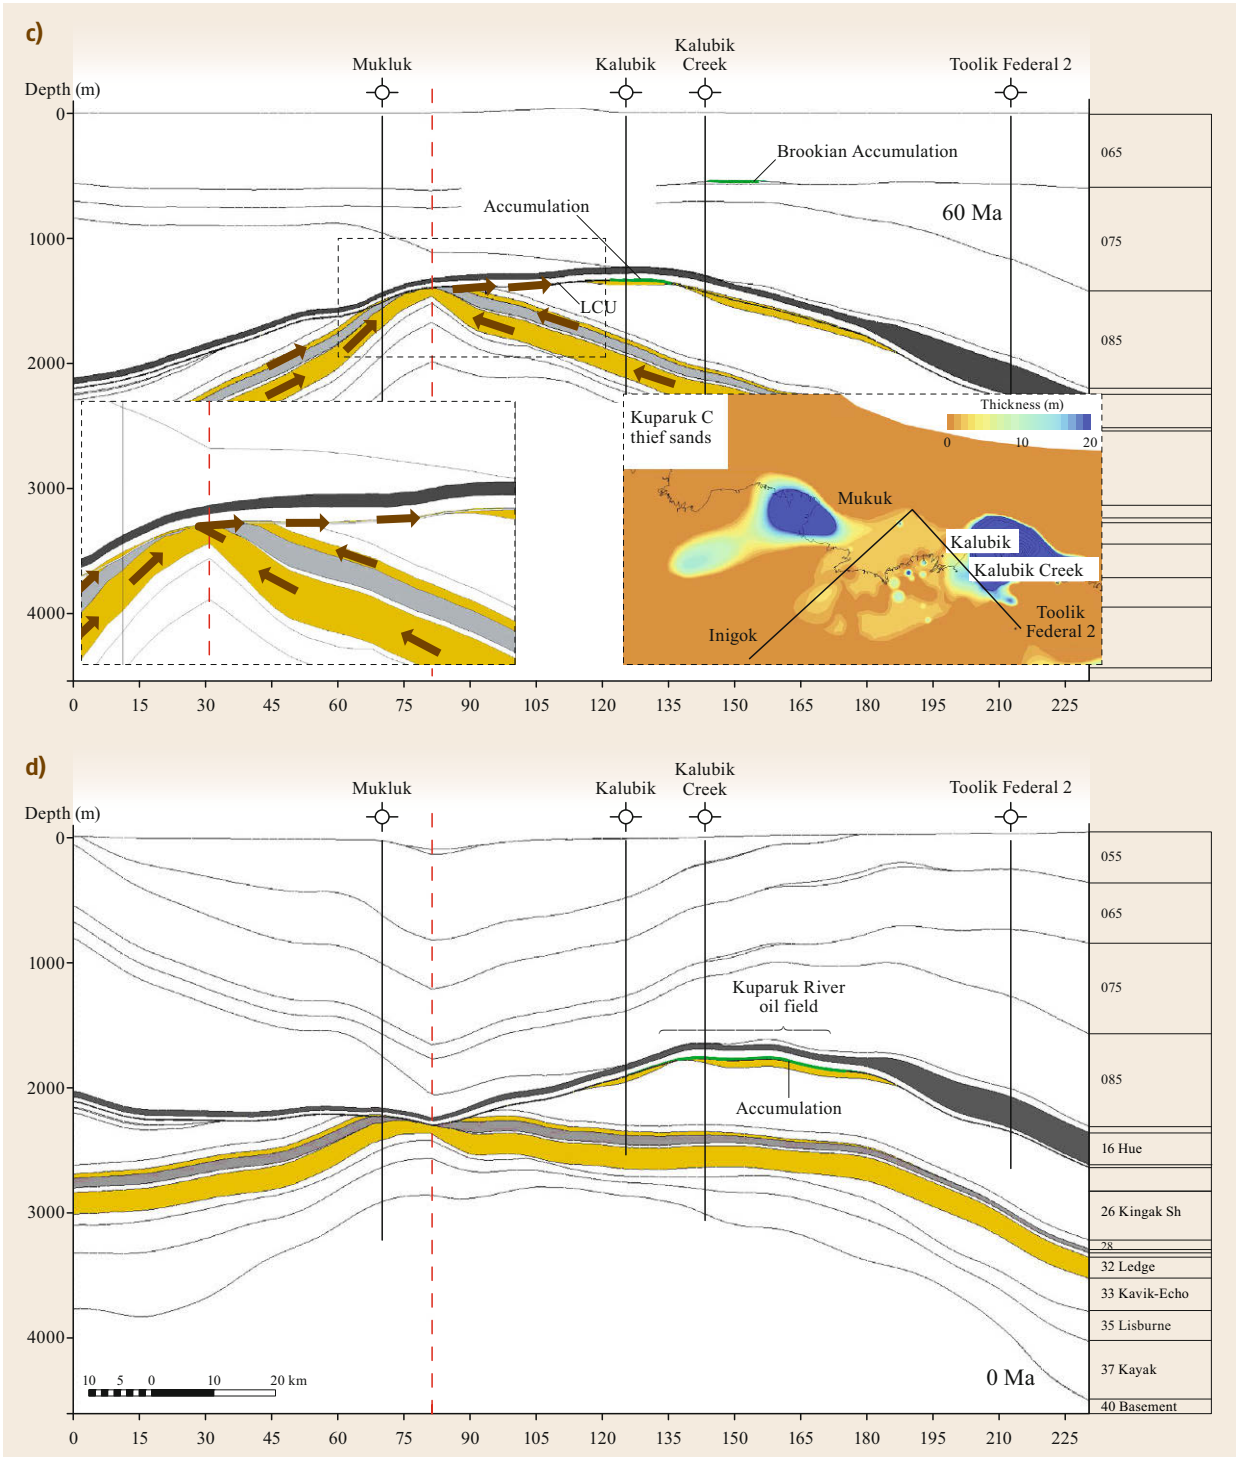 c)
Mukluk
Kalubik
Kalubik
Creek
Toolik Federal 2
Depth (m)
0
1000
2000
3000
4000
Brookian Accumulation
Accumulation
60 Ma
LCU
065
075
085
Kuparuk C
thief sands
Thickness (m)
0 10 20
Mukuk
Kalubik
Kalubik Creek
Inigok
Toolik
Federal 2
0 15 30 45 60 75 90 105 120 135 150 165 180 195 210 225
d)
Mukluk
Kalubik
Kalubik
Creek
Toolik Federal 2
Depth (m)
0
1000
2000
3000
4000
Kuparuk River
oil field
Accumulation
0 Ma
055
065
075
085
16 Hue
26 Kingak Sh
28
32 Ledge
33 Kavik-Echo
35 Lisburne
37 Kayak
40 Basement
10 5 0 10 20 km
0 15 30 45 60 75 90 105 120 135 150 165 180 195 210 225